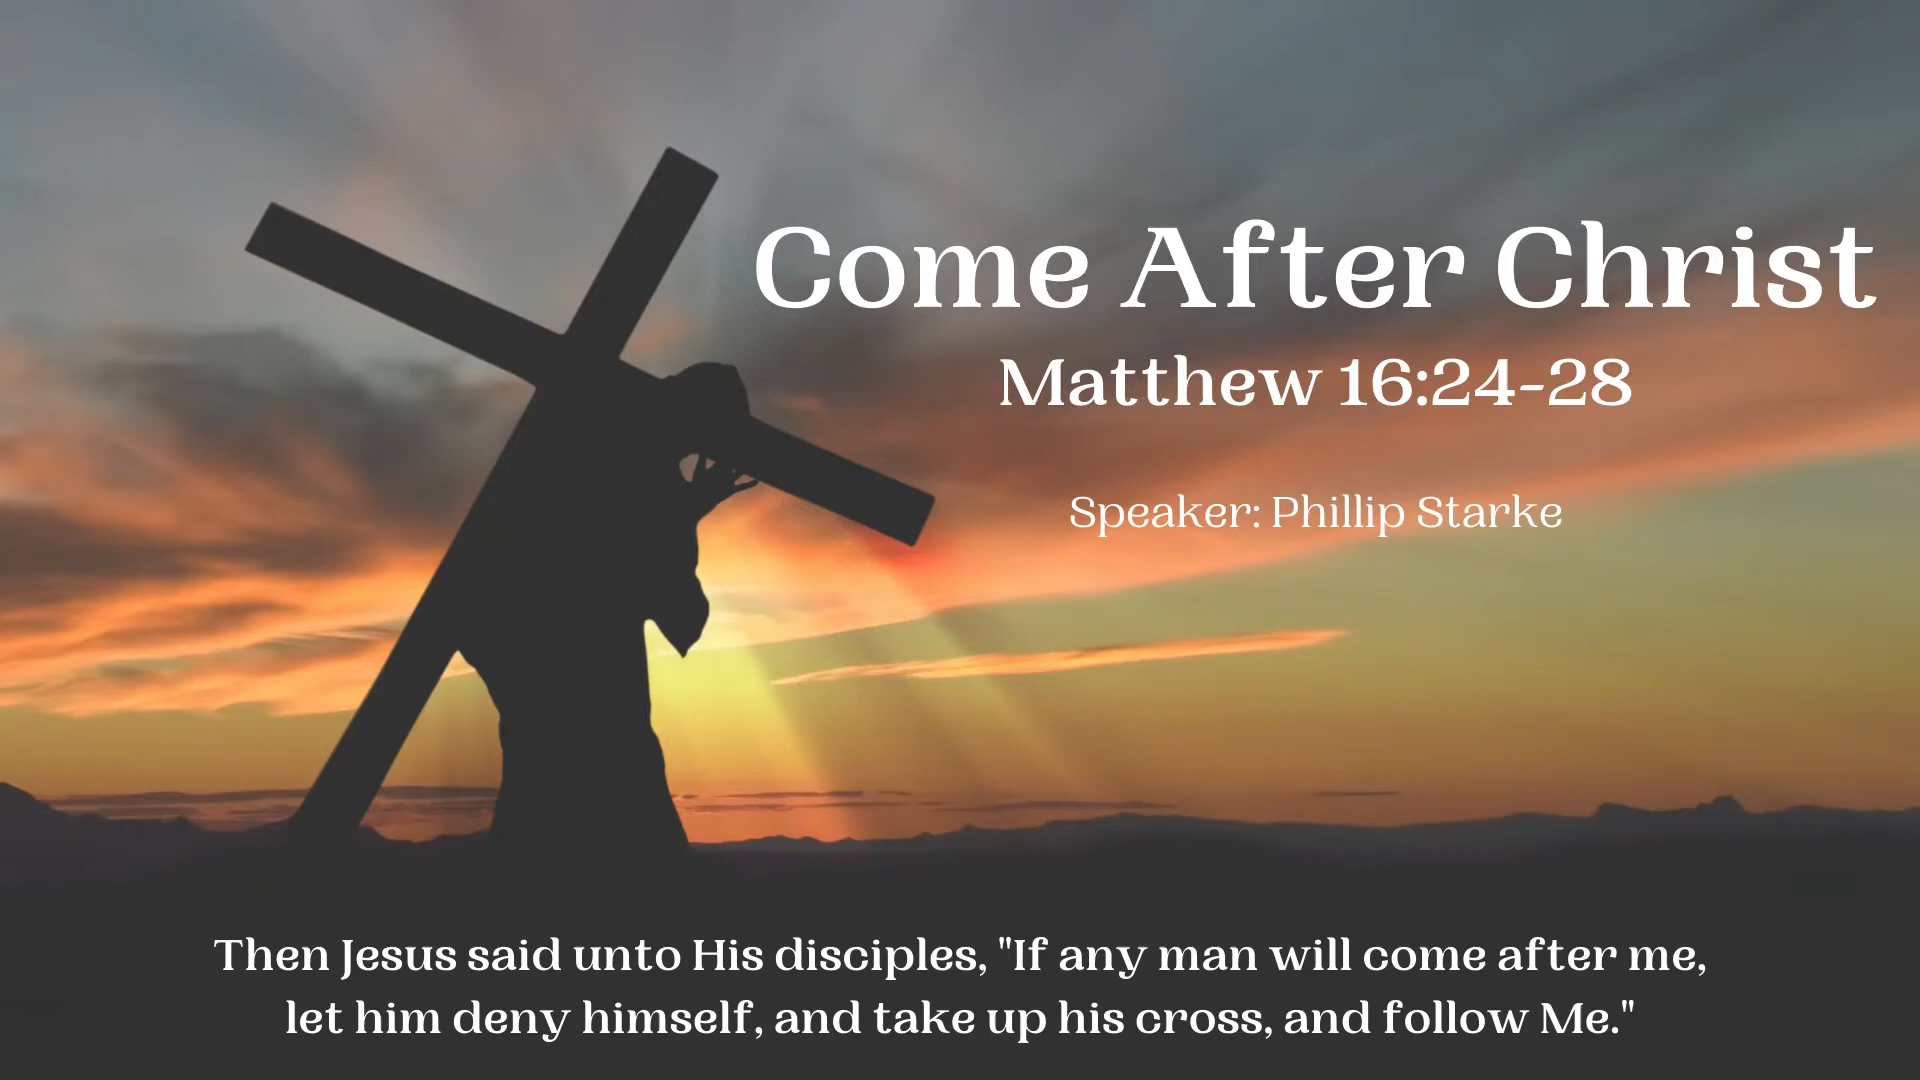 Come After Christ
Matthew 16:24-28
Speaker: Phillip Starke
Then Jesus said unto His disciples, "If any man will come after me,
let him deny himself, and take up his cross, and follow Me."